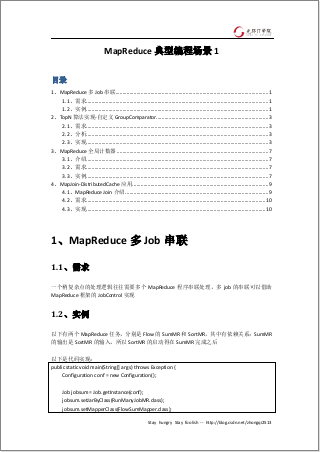 MapReduce 典型编程场景 1
目录
1、MapReduce 多 Job 串联......1
1.1、需求......1
1.2、实例......1
2、TopN 算法实现-自定义 GroupComparator......3
2.1、需求......3
2.2、分析......3
2.3、实现......3
3、MapReduce 全局计数器......7
3.1、介绍......7
3.2、需求......7
3.3、实例......7
4、MapJoin-DistributedCache 应用......9
4.1、MapReduce Join 介绍......9
4.2、需求......10
4.3、实现......10
1、MapReduce 多 Job 串联
1.1、需求
一个稍复杂点的处理逻辑往往需要多个 MapReduce 程序串联处理，多 job 的串联可以借助
MapReduce 框架的 JobControl 实现
1.2、实例
以下有两个 MapReduce 任务，分别是 Flow 的 SumMR 和 SortMR，其中有依赖关系：SumMR
的输出是 SortMR 的输入，所以 SortMR 的启动得在 SumMR 完成之后
以下是代码实现：
public static void main(String[] args) throws Exception {
Configuration conf = new Configuration();
Job jobsum = Job.getInstance(conf);
jobsum.setJarByClass(RunManyJobMR.class);
jobsum.setMapperClass(FlowSumMapper.class);
Stay hungry Stay foolish -- http://blog.csdn.net/zhongqi2513